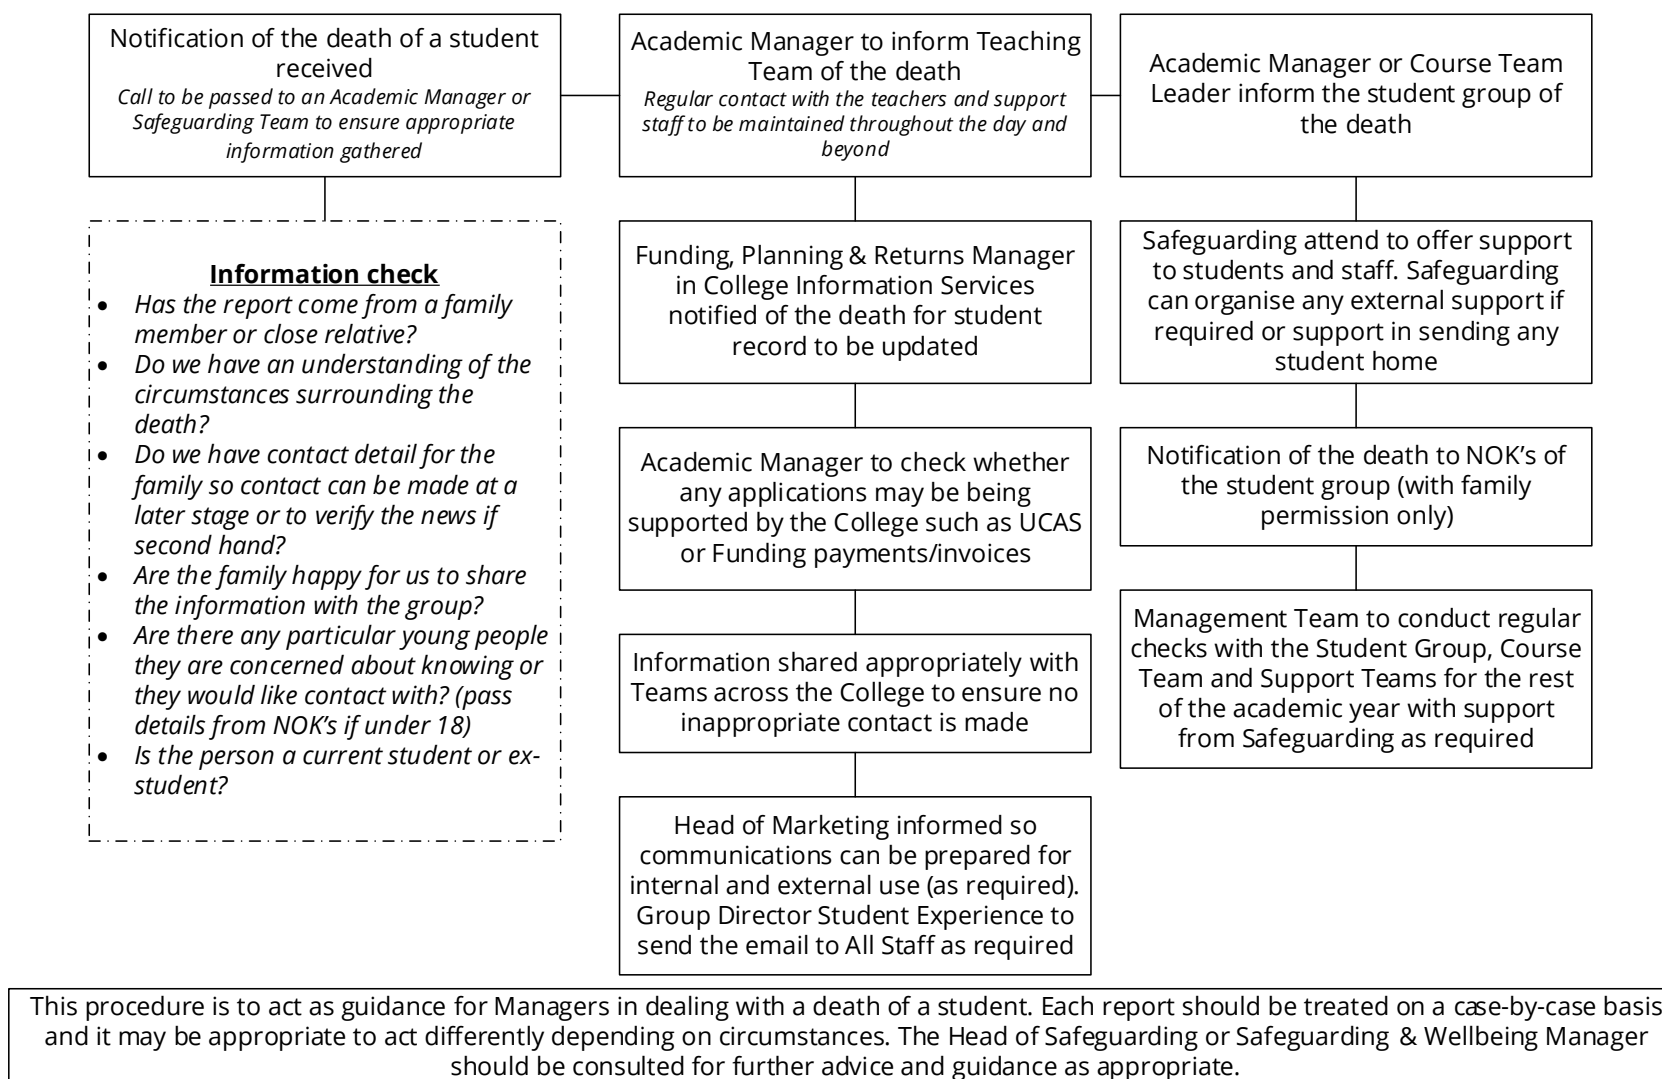 Notification of the death of a student
received
Call to be passed to an Academic Manager or
Safeguarding Team to ensure appropriate
information gathered
Information check
• Has the report come from a family
member or close relative?
• Do we have an understanding of the
circumstances surrounding the
death?
• Do we have contact detail for the
family so contact can be made at a
later stage or to verify the news if
second hand?
• Are the family happy for us to share
the information with the group?
• Are there any particular young people
they are concerned about knowing or
they would like contact with? (pass
details from NOK’s if under 18)
• Is the person a current student or ex-
student?
Academic Manager to inform Teaching
Team of the death
Regular contact with the teachers and support
staff to be maintained throughout the day and
beyond
Funding, Planning & Returns Manager
in College Information Services
notified of the death for student
record to be updated
Academic Manager to check whether
any applications may be being
supported by the College such as UCAS
or Funding payments/invoices
Information shared appropriately with
Teams across the College to ensure no
inappropriate contact is made
Head of Marketing informed so
communications can be prepared for
internal and external use (as required).
Group Director Student Experience to
send the email to All Staff as required
Academic Manager or Course Team
Leader inform the student group of
the death
Safeguarding attend to offer support
to students and staff. Safeguarding
can organise any external support if
required or support in sending any
student home
Notification of the death to NOK’s of
the student group (with family
permission only)
Management Team to conduct regular
checks with the Student Group, Course
Team and Support Teams for the rest
of the academic year with support
from Safeguarding as required
This procedure is to act as guidance for Managers in dealing with a death of a student. Each report should be treated on a case-by-case basis
and it may be appropriate to act differently depending on circumstances. The Head of Safeguarding or Safeguarding & Wellbeing Manager
should be consulted for further advice and guidance as appropriate.